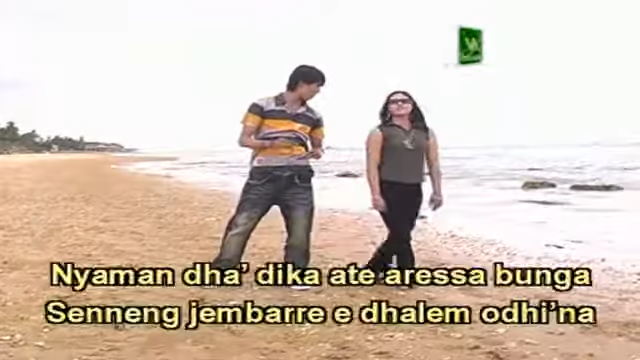 Nyaman dha' dika ate aressa bunga
Senneng jembarre e dhalem odhi'na